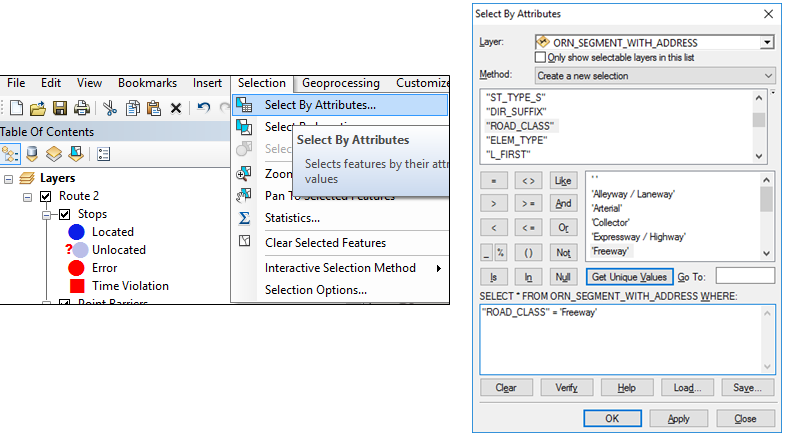 File Edit View Bookmarks Insert Selection Geoprocessing Customize
Table Of Contents
Layers
Route 2
Stops
Located
? Unlocated
Error
Time Violation
Point Barriers
Select By Attributes...
Select By
Select By Attributes
Selects features by their attr
values
Selec
Zoom
Pan To Selected Features
Statistics...
Clear Selected Features
Interactive Selection Method
Selection Options...
Select By Attributes
Layer: ORN_SEGMENT_WITH_ADDRESS
Only show selectable layers in this list
Method: Create a new selection
"ST_TYPE_S"
"DIR_SUFFIX"
"ROAD_CLASS"
"ELEM_TYPE"
"L_FIRST"
= < > Like
> > = And
< < = Or
_ % ( ) Not
Is In Null
' '
'Alleyway / Laneway'
'Arterial'
'Collector'
'Expressway / Highway'
'Freeway'
Get Unique Values Go To:
SELECT * FROM ORN_SEGMENT_WITH_ADDRESS WHERE:
"ROAD_CLASS" = 'Freeway'
Clear Verify Help Load... Save...
OK Apply Close